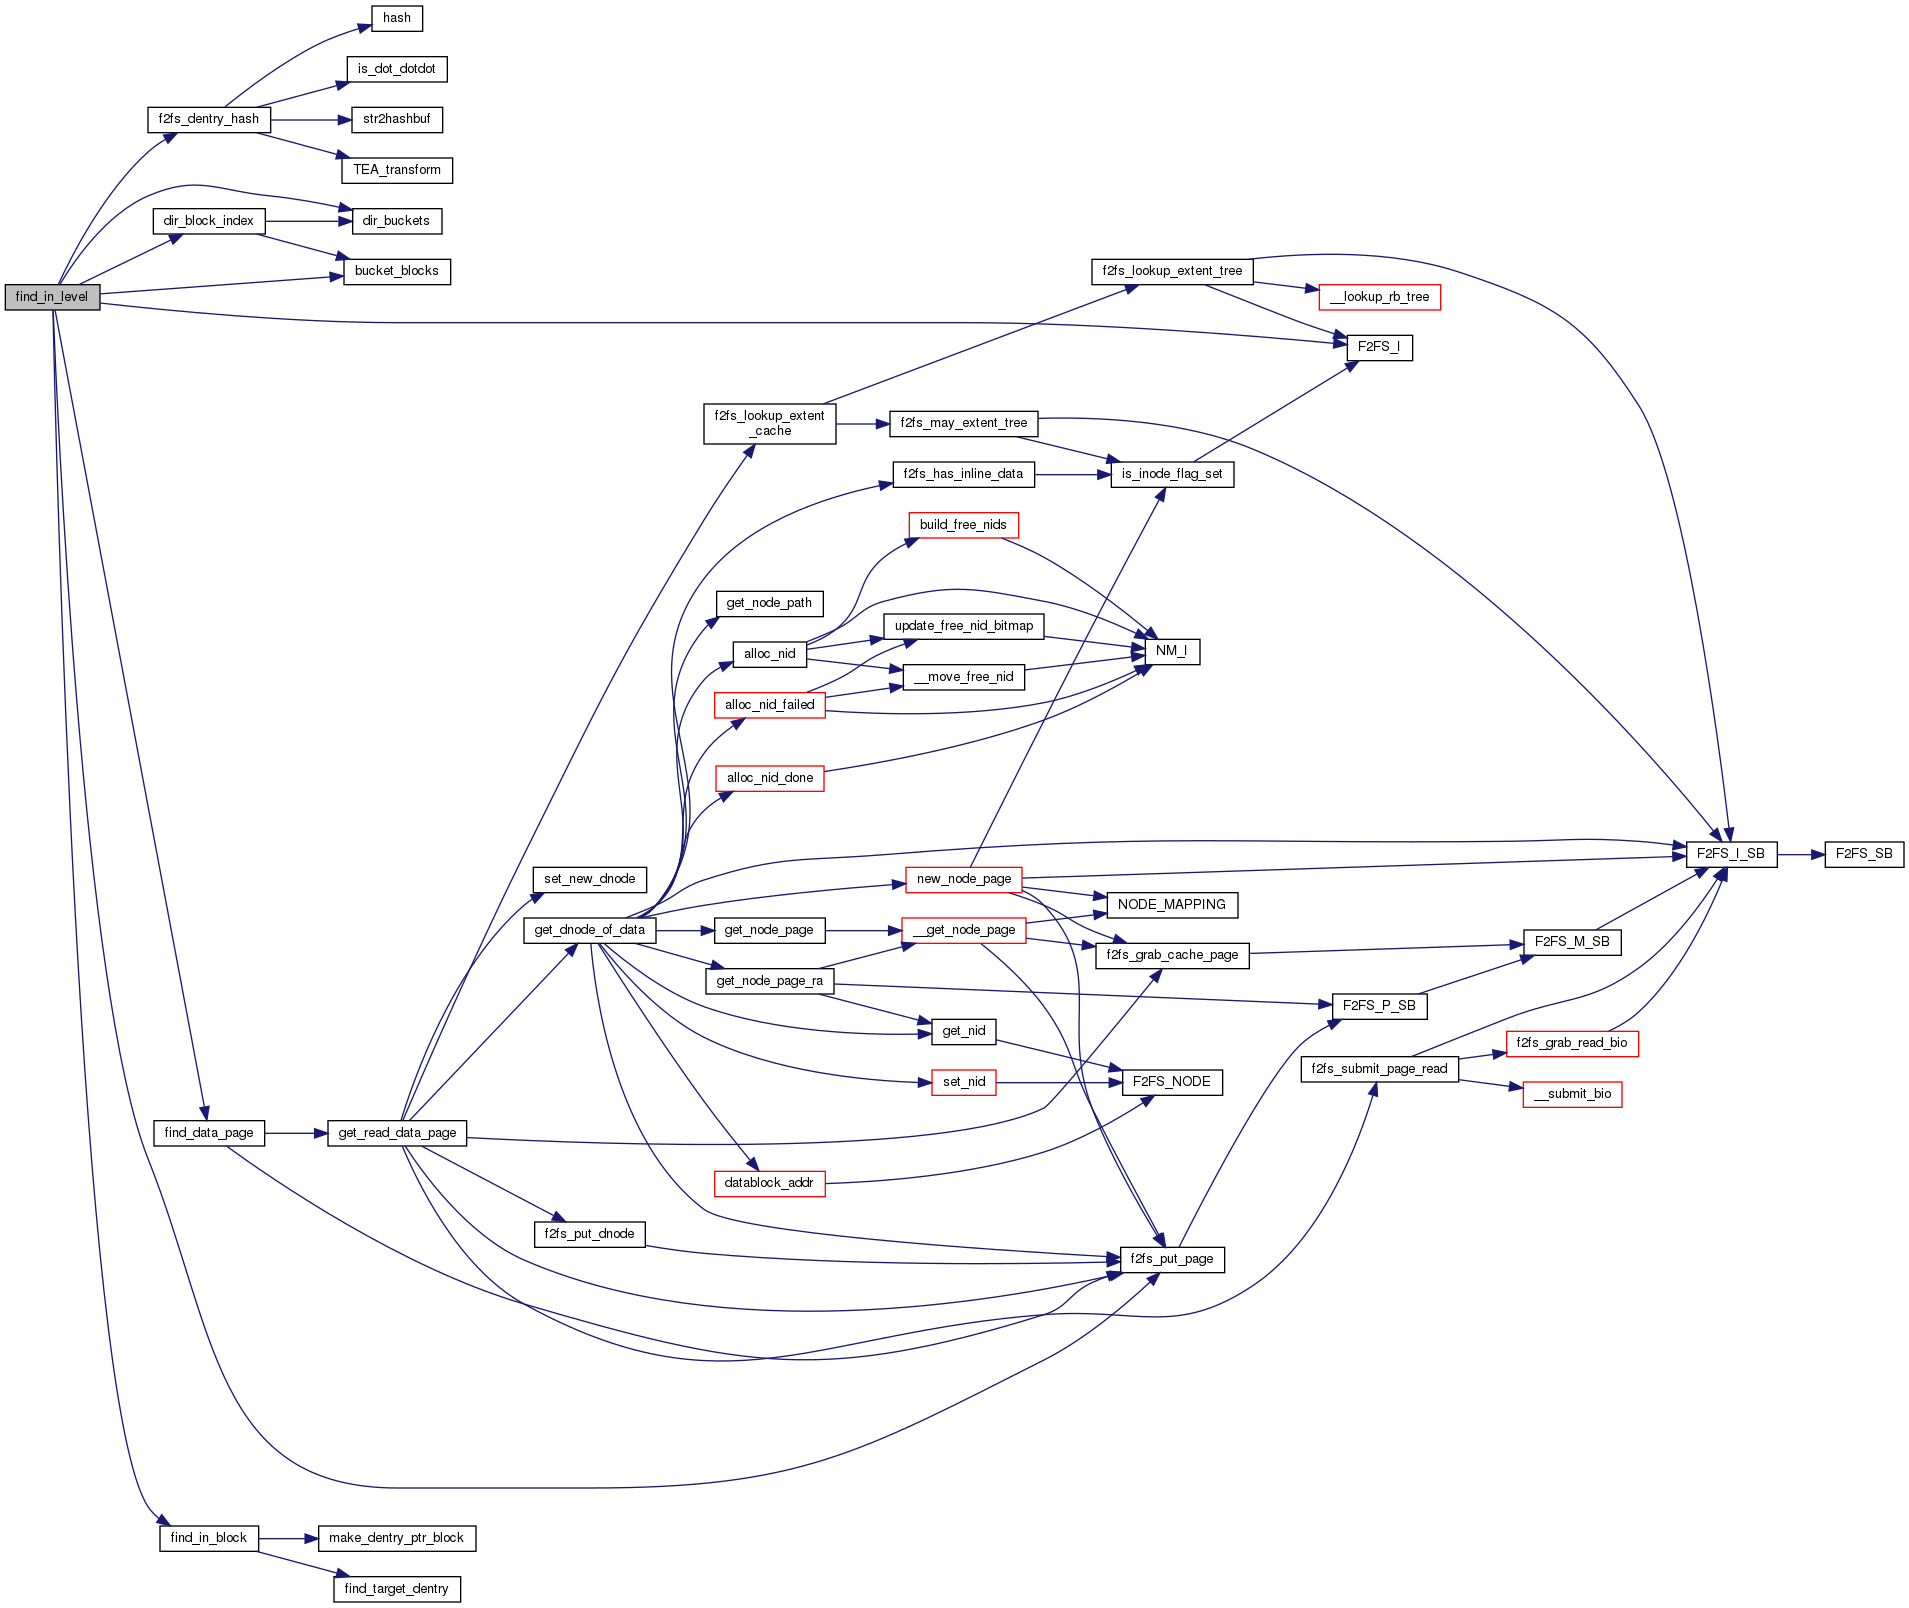 hash
is_dot_dotdot
f2fs_dentry_hash
str2hashbuf
TEA_transform
dir_block_index
dir_buckets
bucket_blocks
find_in_level
f2fs_lookup_extent_tree
__lookup_rb_tree
F2FS_I
f2fs_lookup_extent
_cache
f2fs_may_extent_tree
f2fs_has_inline_data
is_inode_flag_set
build_free_nids
get_node_path
update_free_nid_bitmap
alloc_nid
NM_I
__move_free_nid
alloc_nid_failed
alloc_nid_done
F2FS_I_SB
F2FS_SB
set_new_dnode
new_node_page
NODE_MAPPING
get_dnode_of_data
get_node_page
__get_node_page
F2FS_M_SB
f2fs_grab_cache_page
get_node_page_ra
F2FS_P_SB
get_nid
f2fs_grab_read_bio
f2fs_submit_page_read
set_nid
F2FS_NODE
__submit_bio
find_data_page
get_read_data_page
datablock_addr
f2fs_put_dnode
f2fs_put_page
find_in_block
make_dentry_ptr_block
find_target_dentry